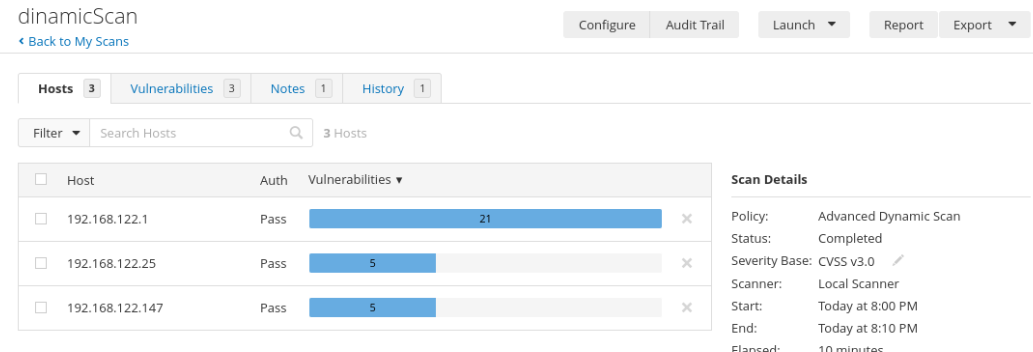 dinamicScan
Back to My Scans
Configure Audit Trail Launch Report Export
Hosts 3 Vulnerabilities 3 Notes 1 History 1
Filter Search Hosts 3 Hosts
Host Auth Vulnerabilities
192.168.122.1 Pass 21
192.168.122.25 Pass 5
192.168.122.147 Pass 5
Scan Details
Policy: Advanced Dynamic Scan
Status: Completed
Severity Base: CVSS v3.0
Scanner: Local Scanner
Start: Today at 8:00 PM
End: Today at 8:10 PM
Elapsed: 10 minutes